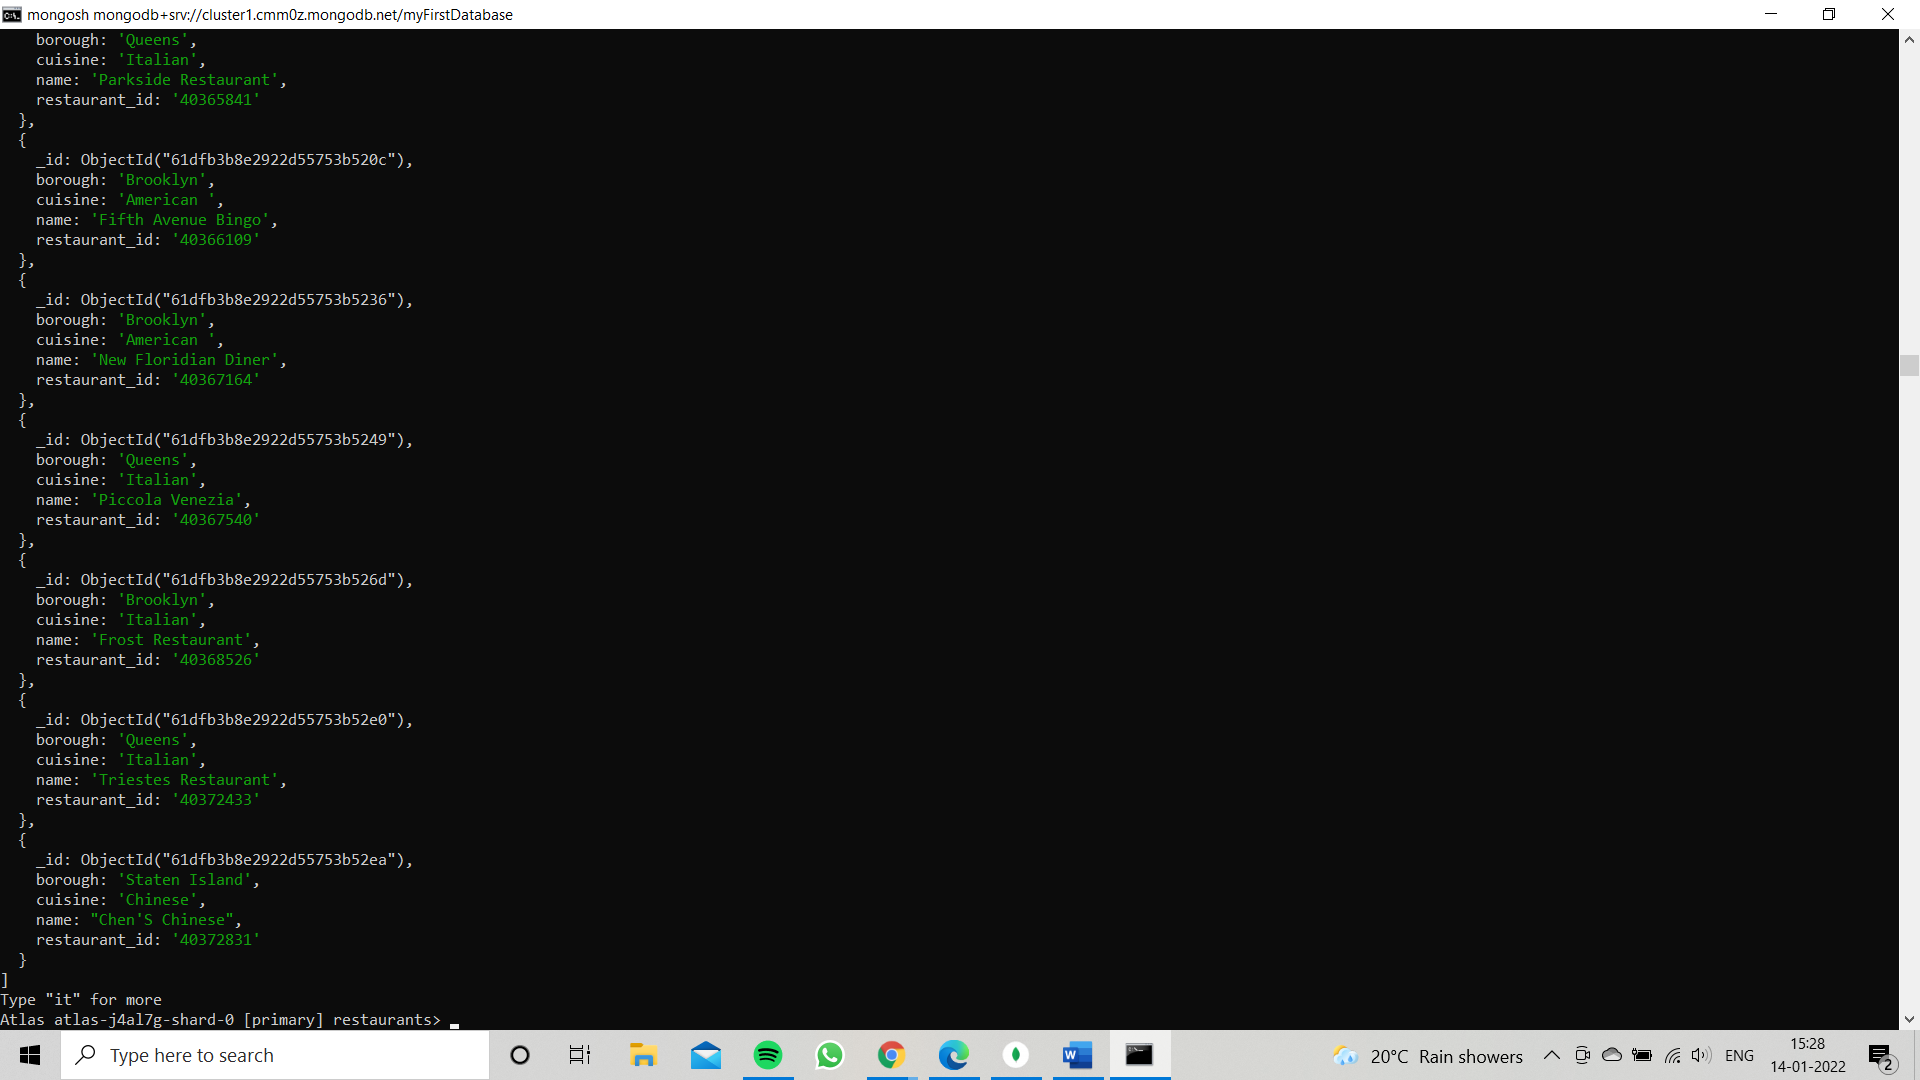 mongosh mongodb+srv://cluster1.cmm0z.mongodb.net/myFirstDatabase
borough: 'Queens',
cuisine: 'Italian',
name: 'Parkside Restaurant',
restaurant_id: '40365841'
},
{
_id: ObjectId("61dfb3b8e2922d55753b520c"),
borough: 'Brooklyn',
cuisine: 'American ',
name: 'Fifth Avenue Bingo',
restaurant_id: '40366109'
},
{
_id: ObjectId("61dfb3b8e2922d55753b5236"),
borough: 'Brooklyn',
cuisine: 'American ',
name: 'New Floridian Diner',
restaurant_id: '40367164'
},
{
_id: ObjectId("61dfb3b8e2922d55753b5249"),
borough: 'Queens',
cuisine: 'Italian',
name: 'Piccola Venezia',
restaurant_id: '40367540'
},
{
_id: ObjectId("61dfb3b8e2922d55753b526d"),
borough: 'Brooklyn',
cuisine: 'Italian',
name: 'Frost Restaurant',
restaurant_id: '40368526'
},
{
_id: ObjectId("61dfb3b8e2922d55753b52e0"),
borough: 'Queens',
cuisine: 'Italian',
name: 'Triestes Restaurant',
restaurant_id: '40372433'
},
{
_id: ObjectId("61dfb3b8e2922d55753b52ea"),
borough: 'Staten Island',
cuisine: 'Chinese',
name: "Chen'S Chinese",
restaurant_id: '40372831'
}
]
Type "it" for more
Atlas atlas-j4al7g-shard-0 [primary] restaurants>
Type here to search
20°C Rain showers
ENG
15:28
14-01-2022
2